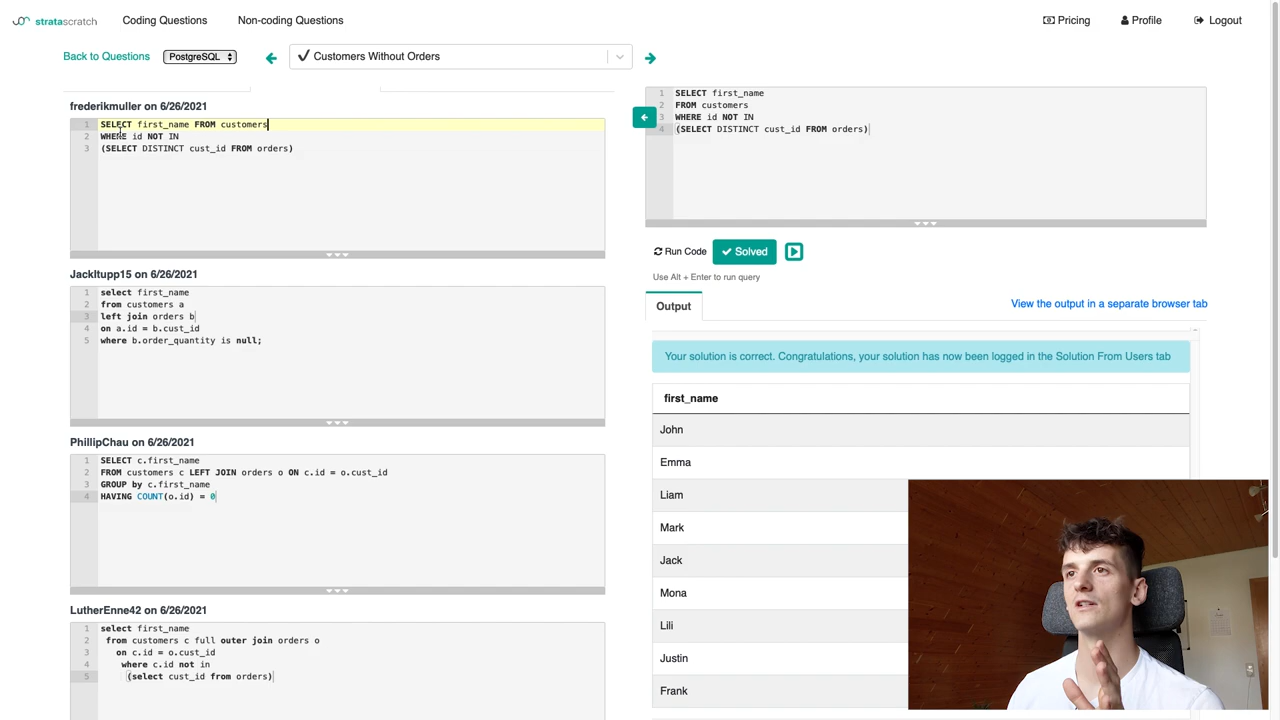 stratascratch
Coding Questions
Non-coding Questions
Pricing
Profile
Logout
Back to Questions
PostgreSQL
✓ Customers Without Orders
frederikmuller on 6/26/2021
1 SELECT first_name FROM customers
2 WHERE id NOT IN
3 (SELECT DISTINCT cust_id FROM orders)
JackItupp15 on 6/26/2021
1 select first_name
2 from customers a
3 left join orders b
4 on a.id = b.cust_id
5 where b.order_quantity is null;
PhillipChau on 6/26/2021
1 SELECT c.first_name
2 FROM customers c LEFT JOIN orders o ON c.id = o.cust_id
3 GROUP by c.first_name
4 HAVING COUNT(o.id) = 0
LutherEnne42 on 6/26/2021
1 select first_name
2 from customers c full outer join orders o
3 on c.id = o.cust_id
4 where c.id not in
5 (select cust_id from orders)
1 SELECT first_name
2 FROM customers
3 WHERE id NOT IN
4 (SELECT DISTINCT cust_id FROM orders)
Run Code
Solved
Use Alt + Enter to run query
Output
View the output in a separate browser tab
Your solution is correct. Congratulations, your solution has now been logged in the Solution From Users tab
first_name
John
Emma
Liam
Mark
Jack
Mona
Lili
Justin
Frank